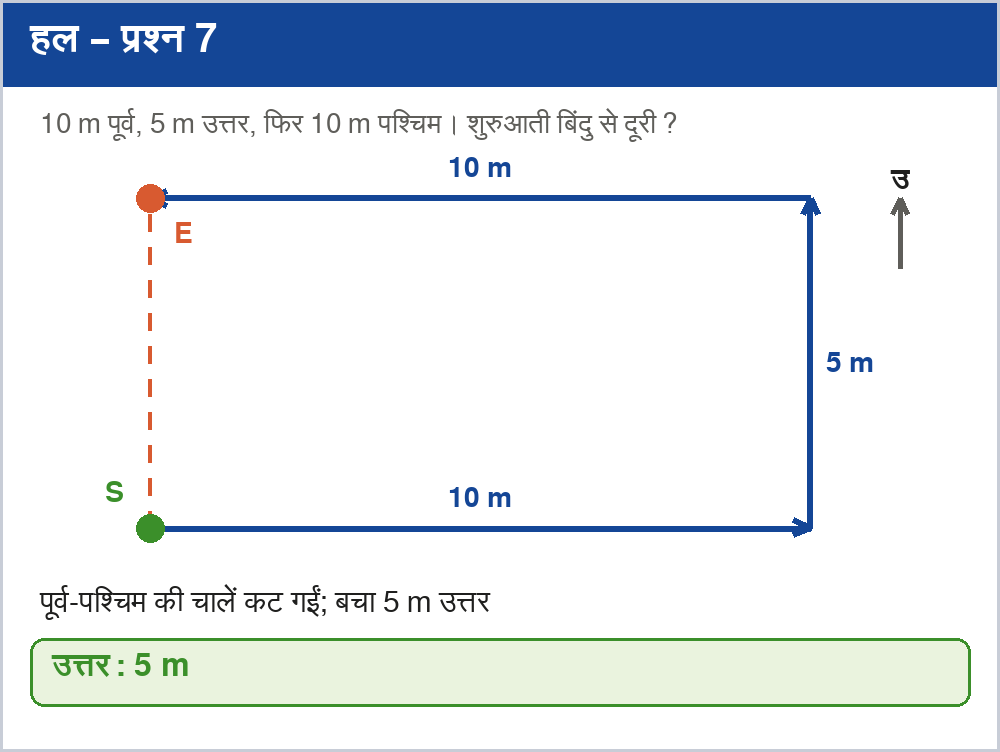 हल – प्रश्न 7
10 m पूर्व, 5 m उत्तर, फिर 10 m पश्चिम। शुरुआती बिंदु से दूरी ?
10 m
उ
E
5 m
S
10 m
पूर्व-पश्चिम की चालें कट गईं; बचा 5 m उत्तर
उत्तर : 5 m